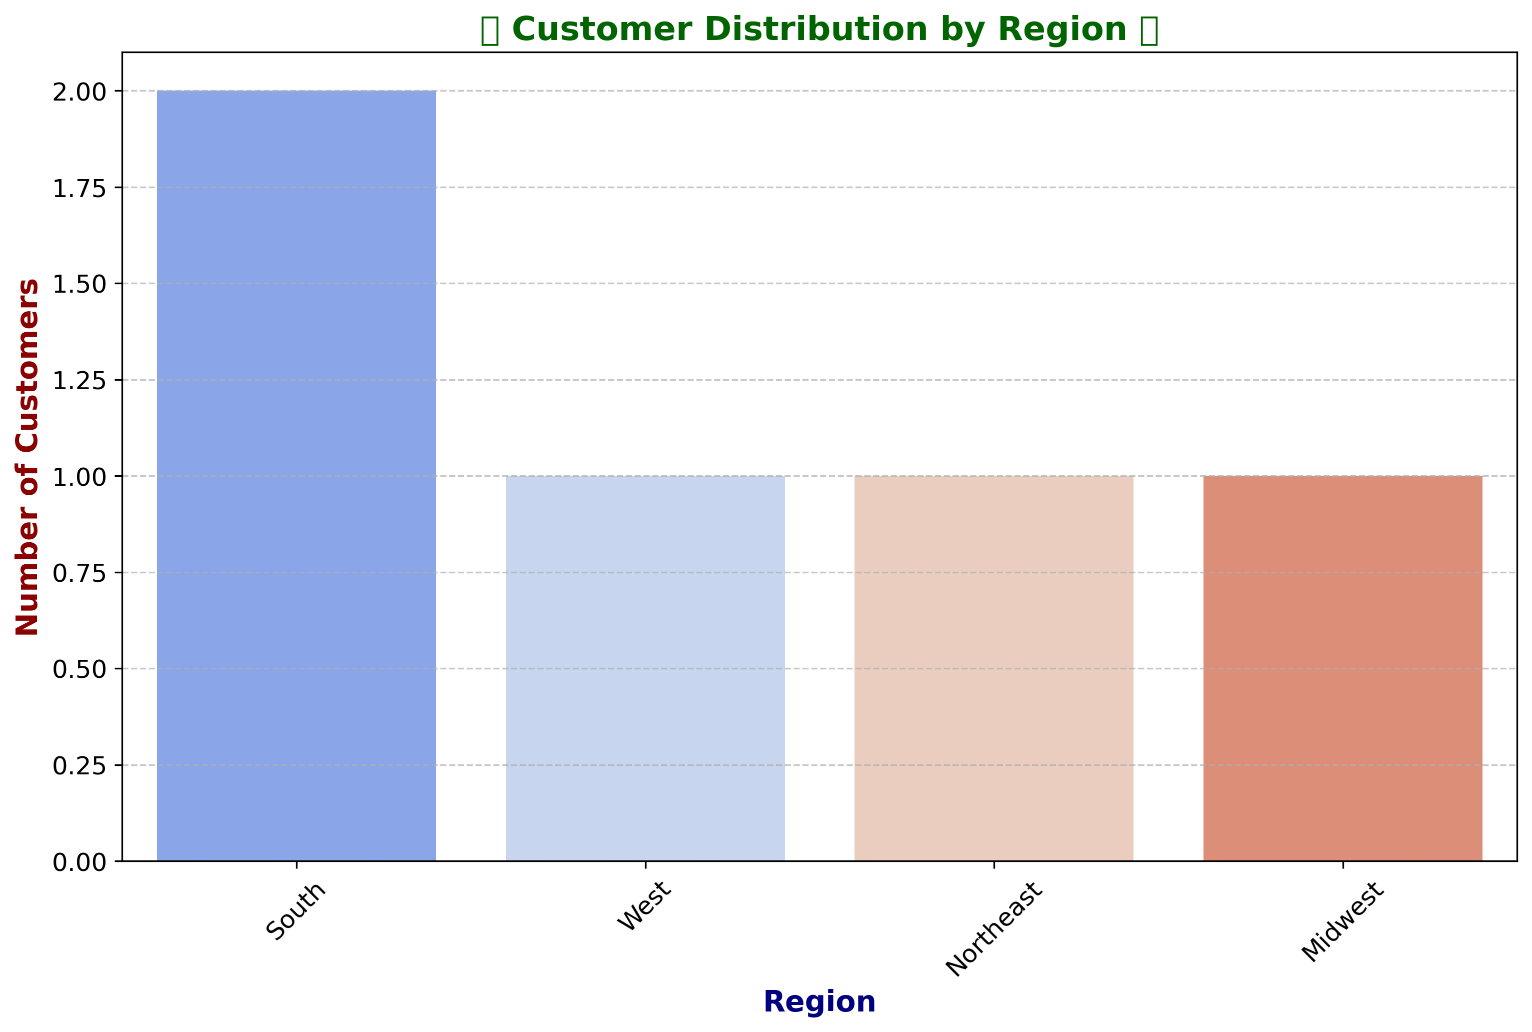 ▯ Customer Distribution by Region ▯
2.00
1.75
1.50
1.25
1.00
0.75
0.50
0.25
0.00
Number of Customers
South
West
Northeast
Midwest
Region